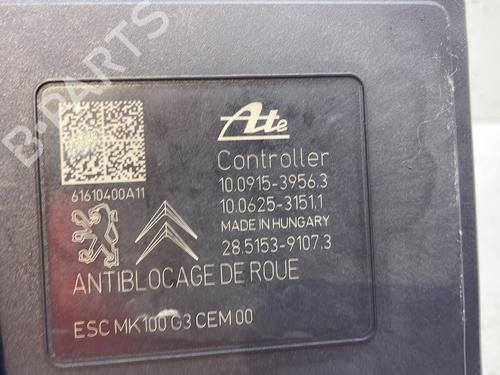 B-PARTS
Ate
Controller
61610400A11
10.0915-3956.3
10.0625-3151.1
MADE IN HUNGARY
28.5153-9107.3
ANTIBLOCAGE DE ROUE
ESC MK100 G3 CEM 00